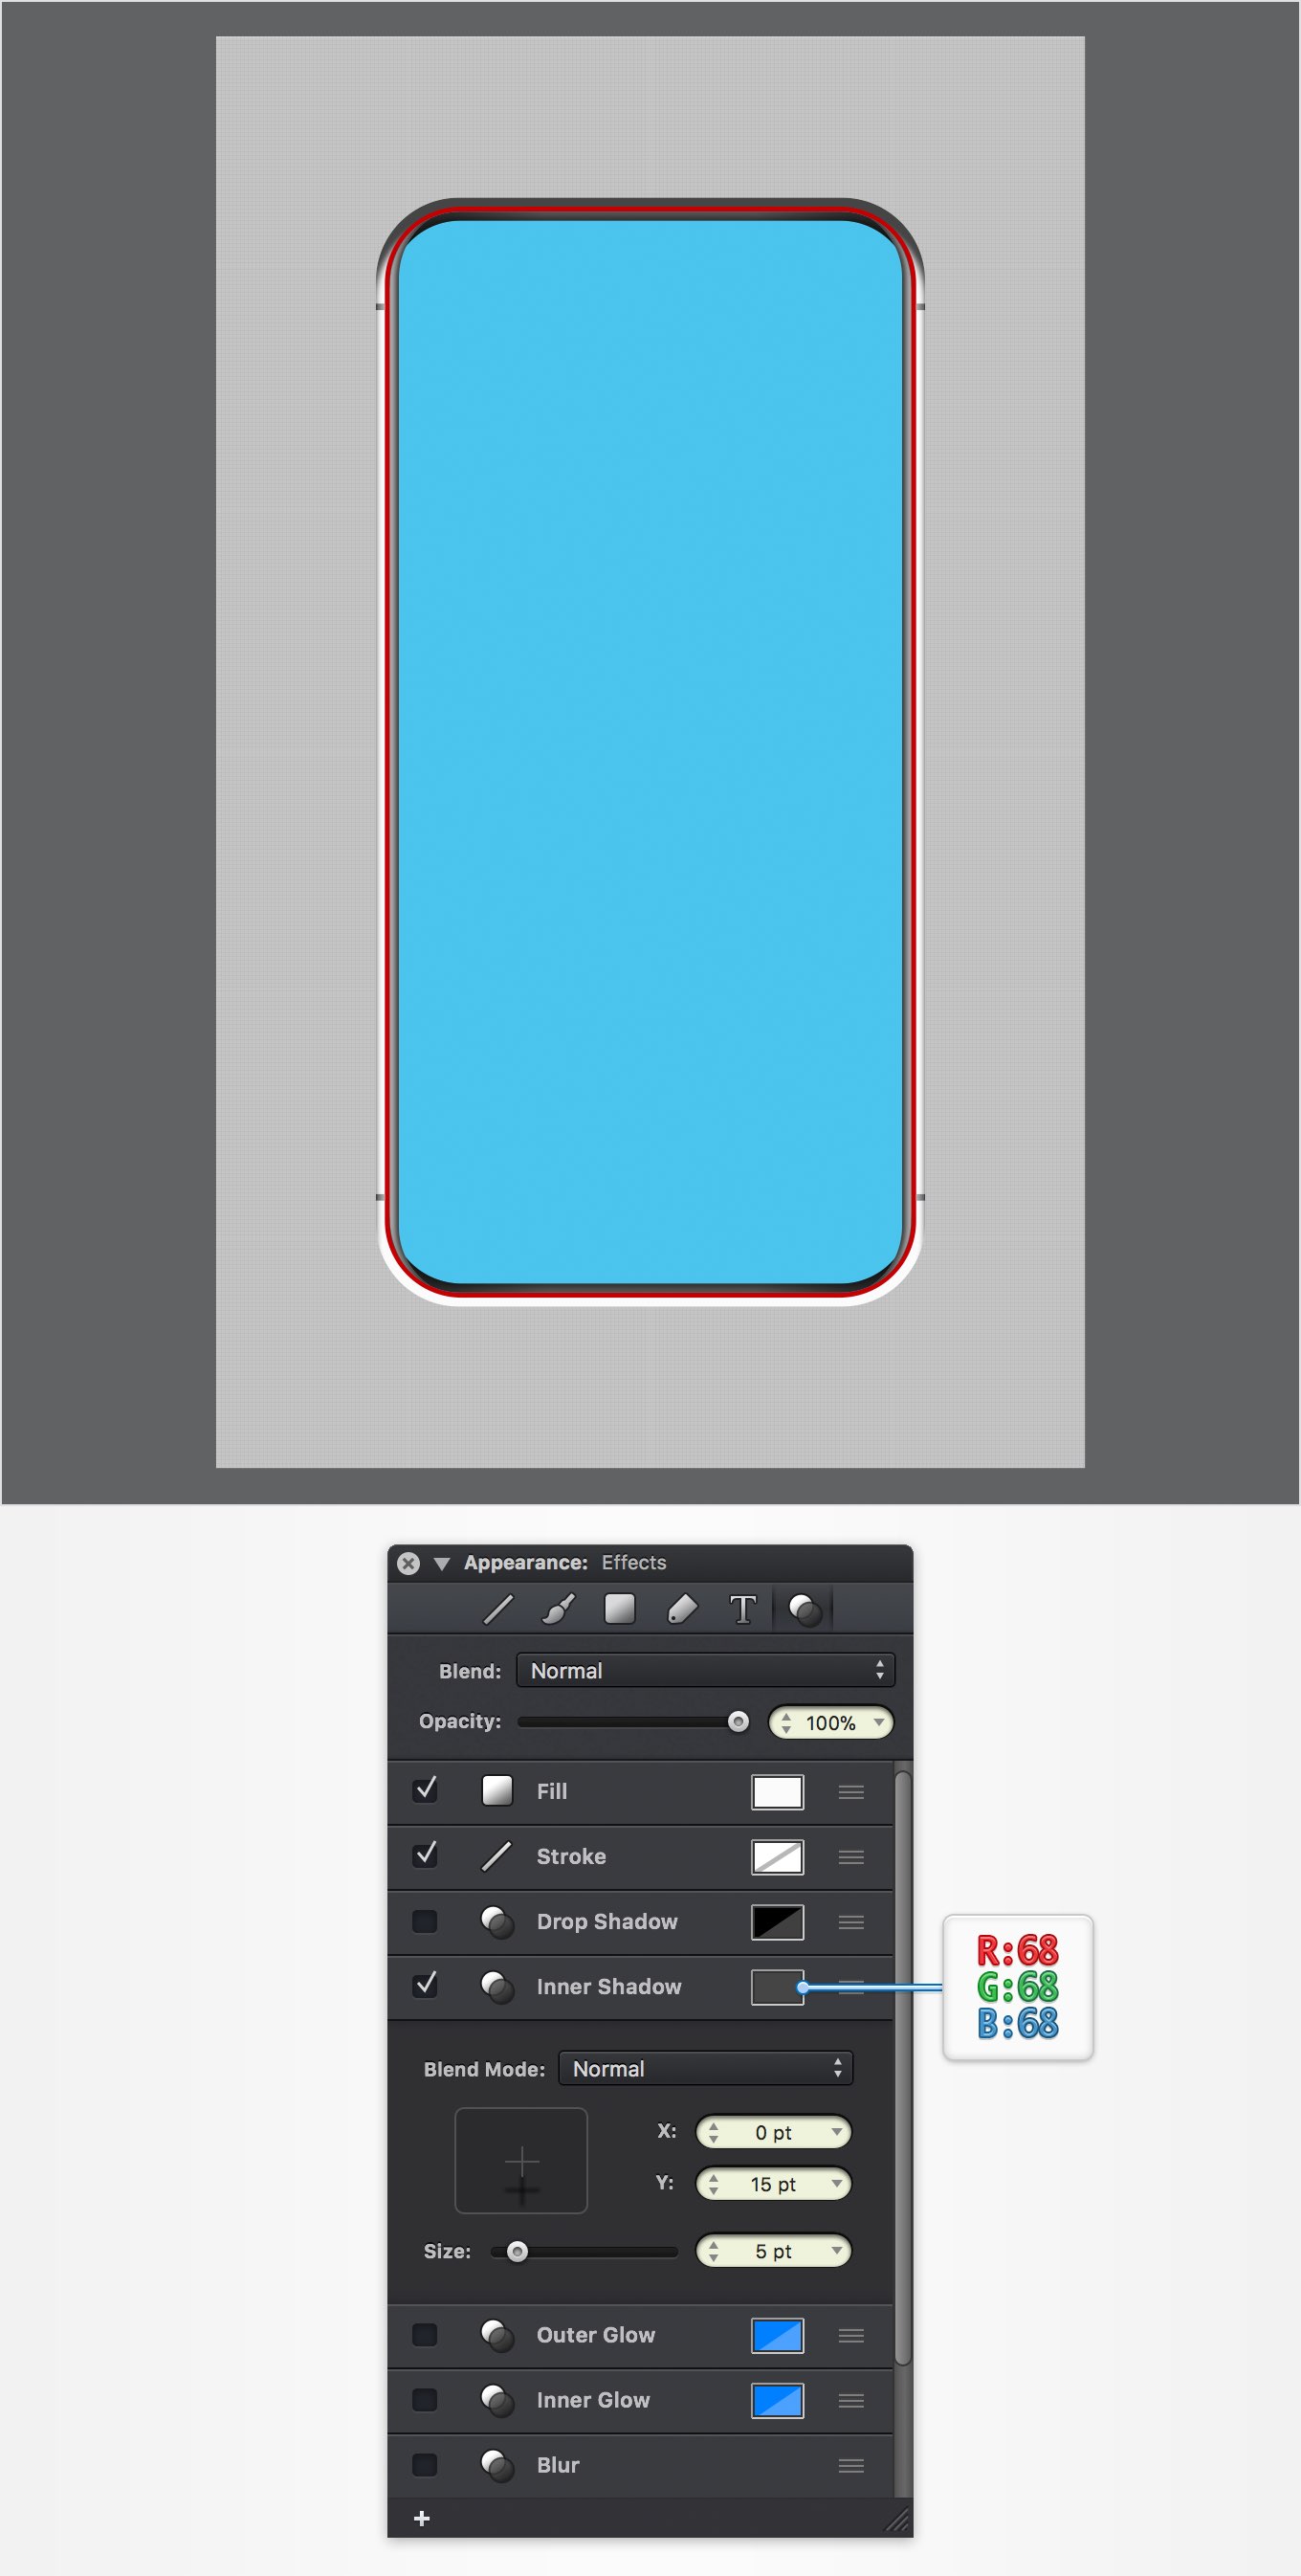 Appearance: Effects
T
Blend: Normal
Opacity: 100%
Fill
Stroke
Drop Shadow
Inner Shadow
R:68
G:68
B:68
Blend Mode: Normal
X: 0 pt
Y: 15 pt
Size: 5 pt
Outer Glow
Inner Glow
Blur
+